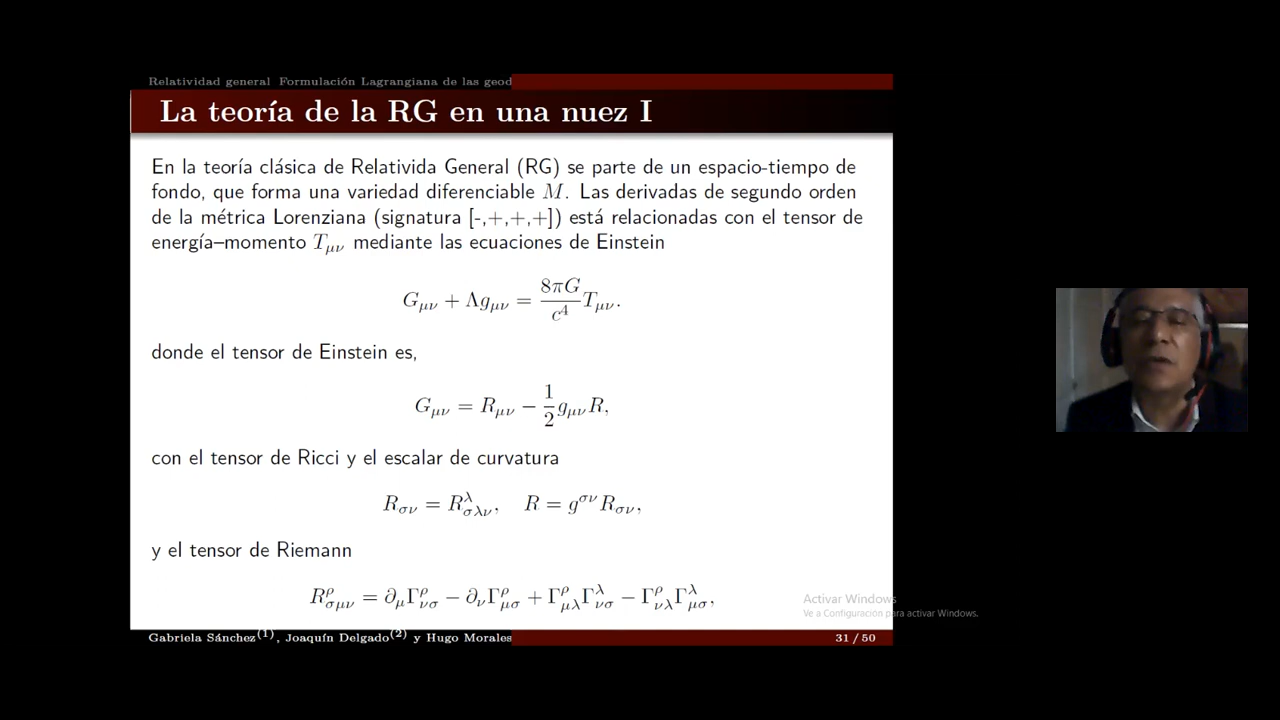 Relatividad general Formulación Lagrangiana de las geod
La teoría de la RG en una nuez I
En la teoría clásica de Relativida General (RG) se parte de un espacio-tiempo de
fondo, que forma una variedad diferenciable M. Las derivadas de segundo orden
de la métrica Lorenziana (signatura [-,+,+,+]) está relacionadas con el tensor de
energía–momento T_{μν} mediante las ecuaciones de Einstein
G_{μν} + Λg_{μν} = \frac{8πG}{c^4} T_{μν}.
donde el tensor de Einstein es,
G_{μν} = R_{μν} − \frac{1}{2} g_{μν} R,
con el tensor de Ricci y el escalar de curvatura
R_{σν} = R^λ_{σλν}, R = g^{σν} R_{σν},
y el tensor de Riemann
R^ρ_{σμν} = ∂_μ Γ^ρ_{νσ} − ∂_ν Γ^ρ_{μσ} + Γ^ρ_{μλ} Γ^λ_{νσ} − Γ^ρ_{νλ} Γ^λ_{μσ},
Activar Windows
Ve a Configuración para activar Windows.
Gabriela Sánchez^{(1)}, Joaquín Delgado^{(2)} y Hugo Morales
31 / 50